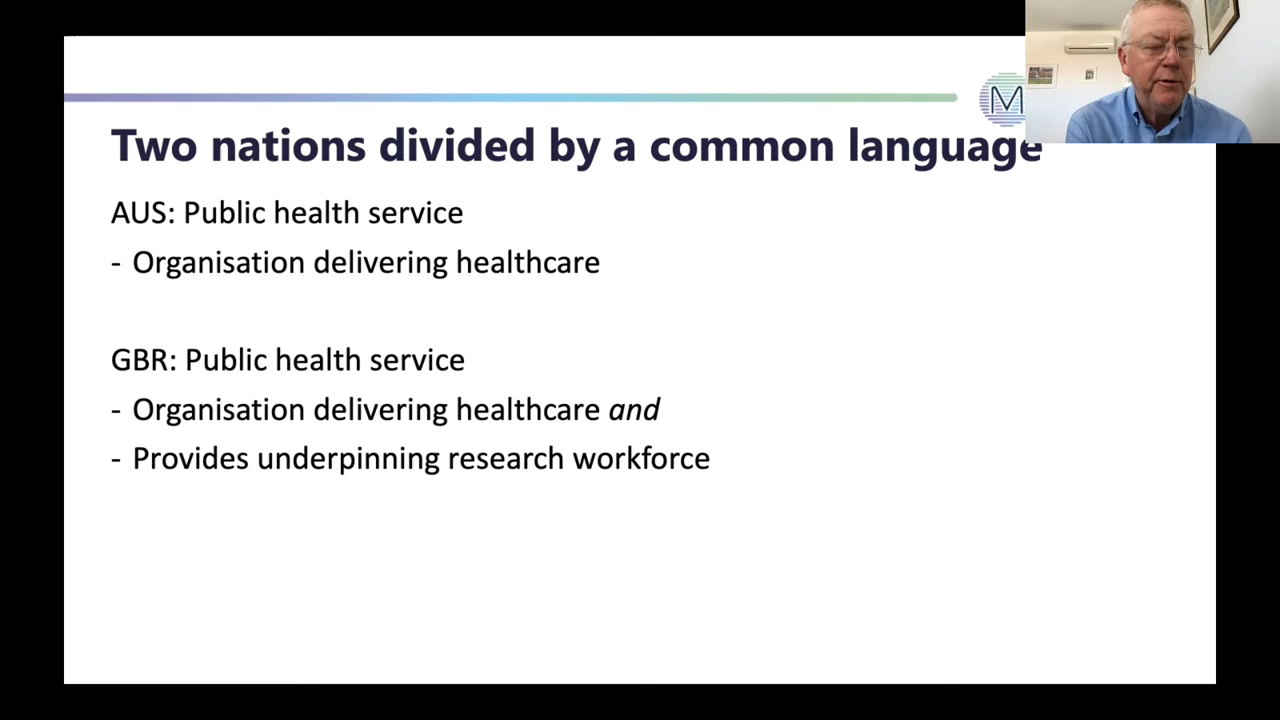 M
Two nations divided by a common language
AUS: Public health service
- Organisation delivering healthcare
GBR: Public health service
- Organisation delivering healthcare and
- Provides underpinning research workforce